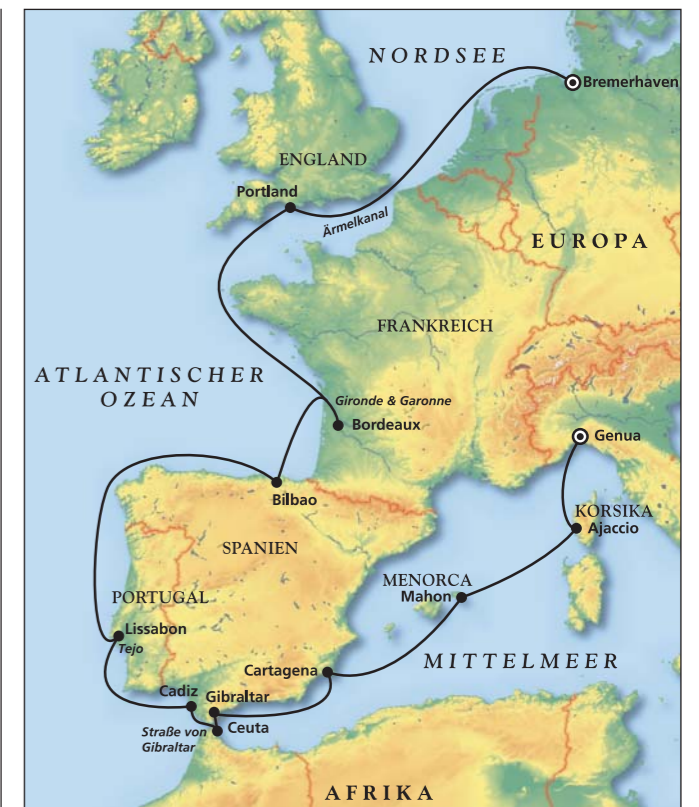 NORDSEE
Bremerhaven
ENGLAND
Portland
Ärmelkanal
EUROPA
FRANKREICH
ATLANTISCHER
OZEAN
Gironde & Garonne
Bordeaux
Genua
Bilbao
KORSIKA
Ajaccio
SPANIEN
MENORCA
Mahon
PORTUGAL
Lissabon
Tejo
MITTELMEER
Cartagena
Cadiz
Gibraltar
Ceuta
Straße von
Gibraltar
AFRIKA